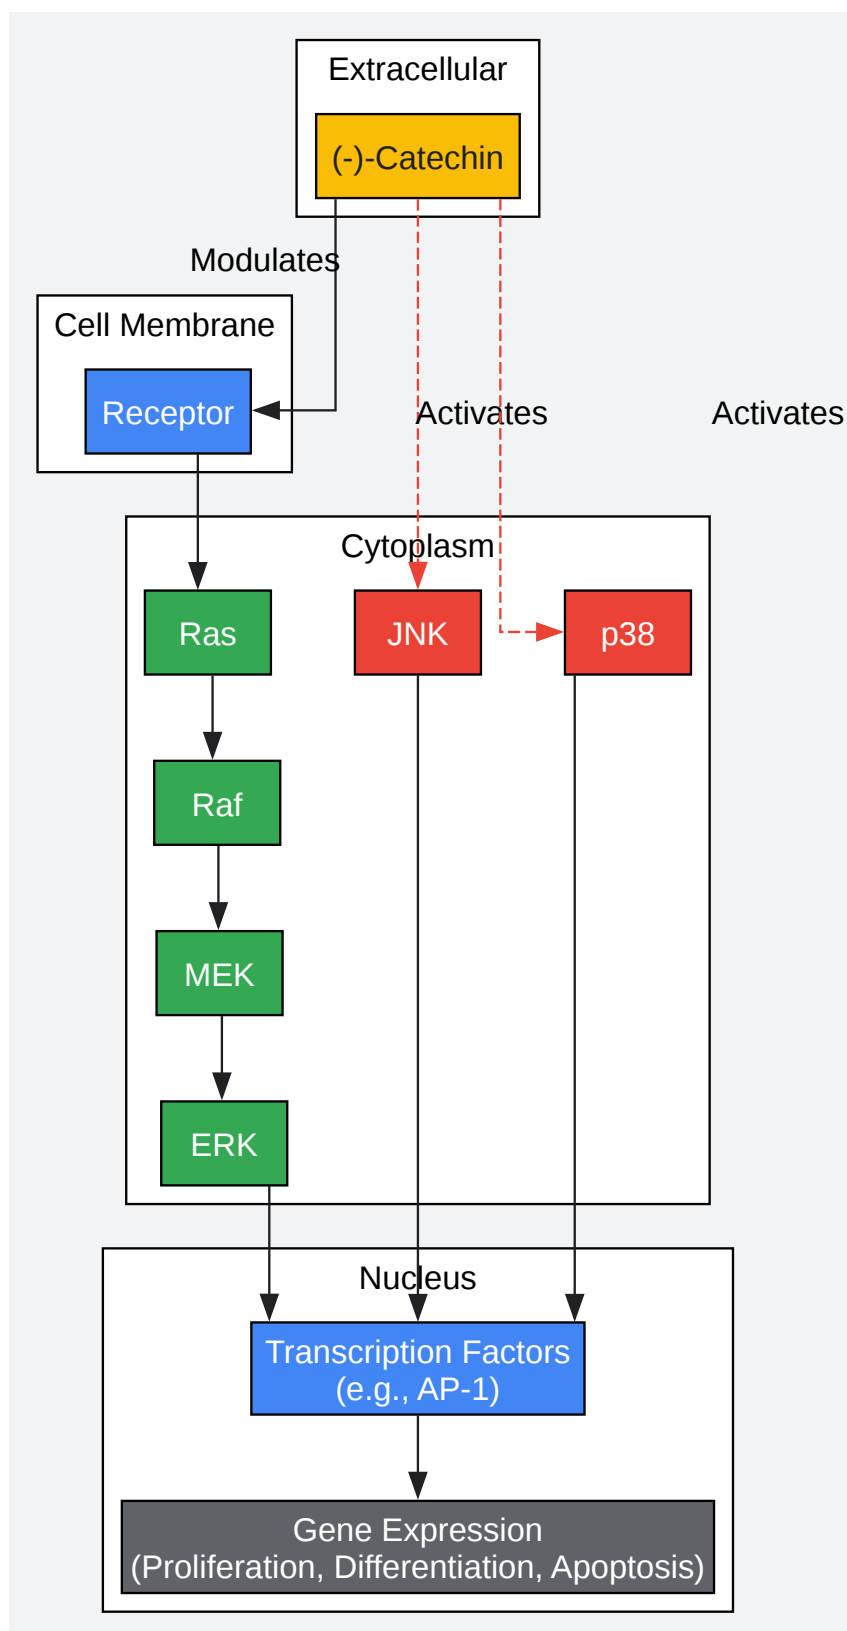 Extracellular
(-)-Catechin
Modulates
Cell Membrane
Receptor
Activates
Activates
Cytoplasm
Ras
JNK
p38
Raf
MEK
ERK
Nucleus
Transcription Factors
(e.g., AP-1)
Gene Expression
(Proliferation, Differentiation, Apoptosis)